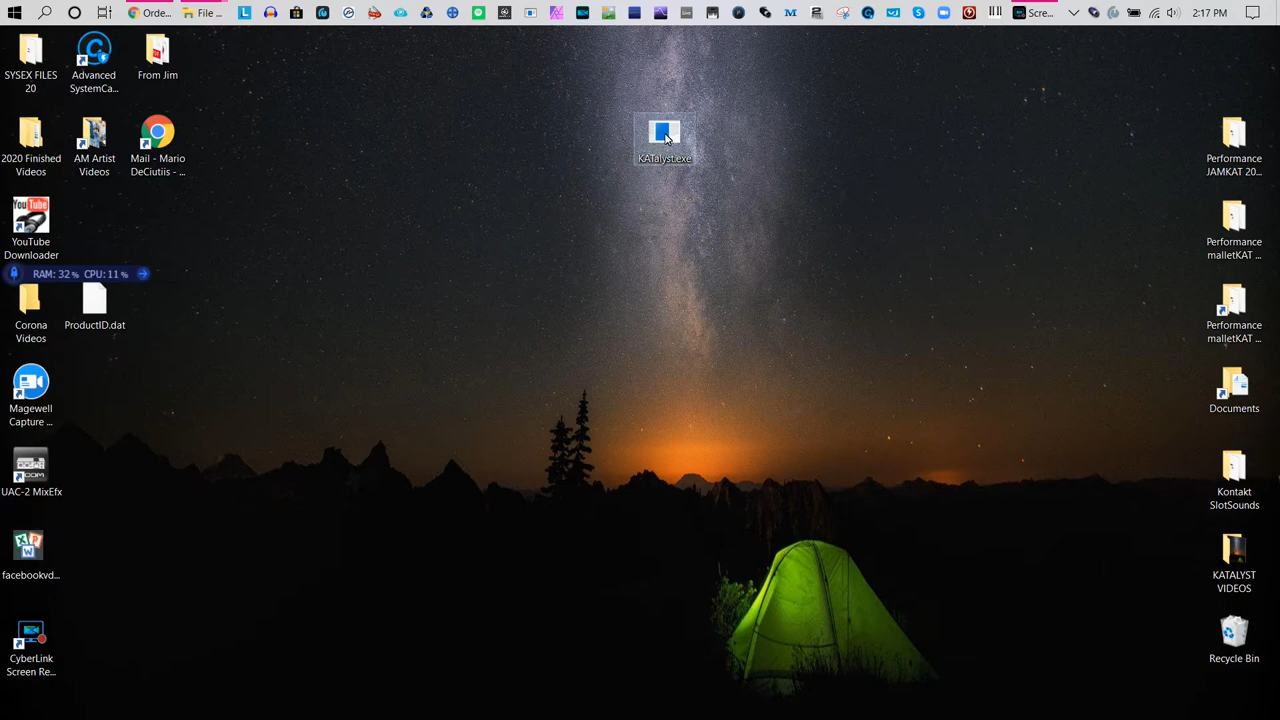 Orde...
File ...
Scre...
2:17 PM
SYSEX FILES
20
Advanced
SystemCa...
From Jim
2020 Finished
Videos
AM Artist
Videos
Mail - Mario
DeCiutiis - ...
YouTube
Downloader
RAM: 32% CPU: 11%
Corona
Videos
ProductID.dat
Magewell
Capture ...
UAC-2 MixEfx
facebookvd...
CyberLink
Screen Re...
KATalyst.exe
Performance
JAMKAT 20...
Performance
malletKAT ...
Performance
malletKAT ...
Documents
Kontakt
SlotSounds
KATALYST
VIDEOS
Recycle Bin